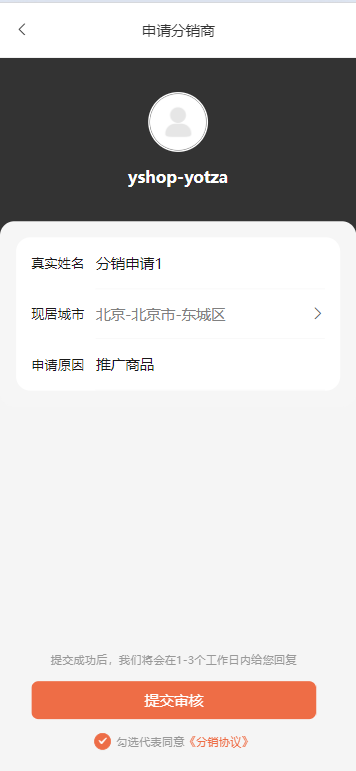 申请分销商
yshop-yotza
真实姓名 分销申请1
现居城市 北京-北京市-东城区
申请原因 推广商品
提交成功后，我们将会在1-3个工作日内给您回复
提交审核
勾选代表同意《分销协议》